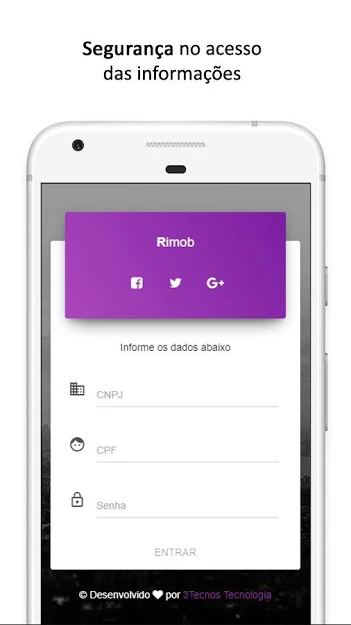 Segurança no acesso
das informações
Rimob
G+
Informe os dados abaixo
CNPJ
CPF
Senha
ENTRAR
© Desenvolvido por 3Tecnos Tecnologia